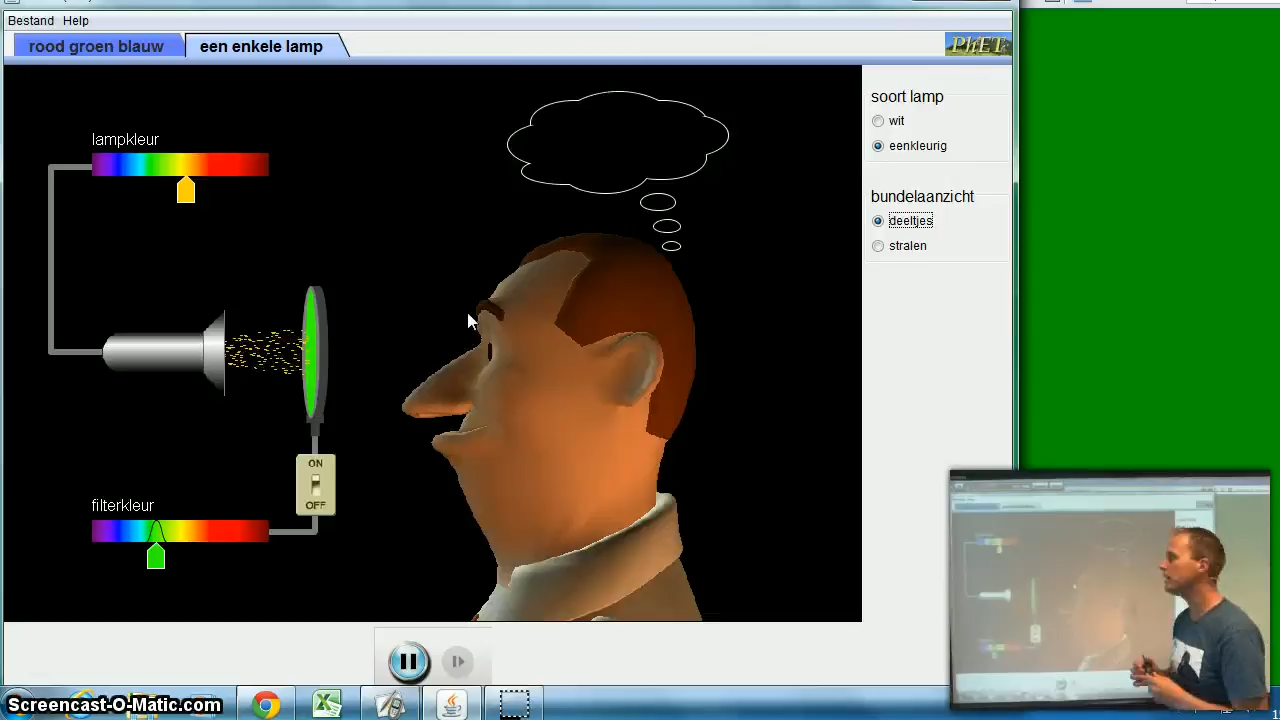 Bestand Help
rood groen blauw
een enkele lamp
PhET
soort lamp
wit
eenkleurig
bundelaanzicht
deeltjes
stralen
lampkleur
ON
OFF
filterkleur
Screencast-O-Matic.com